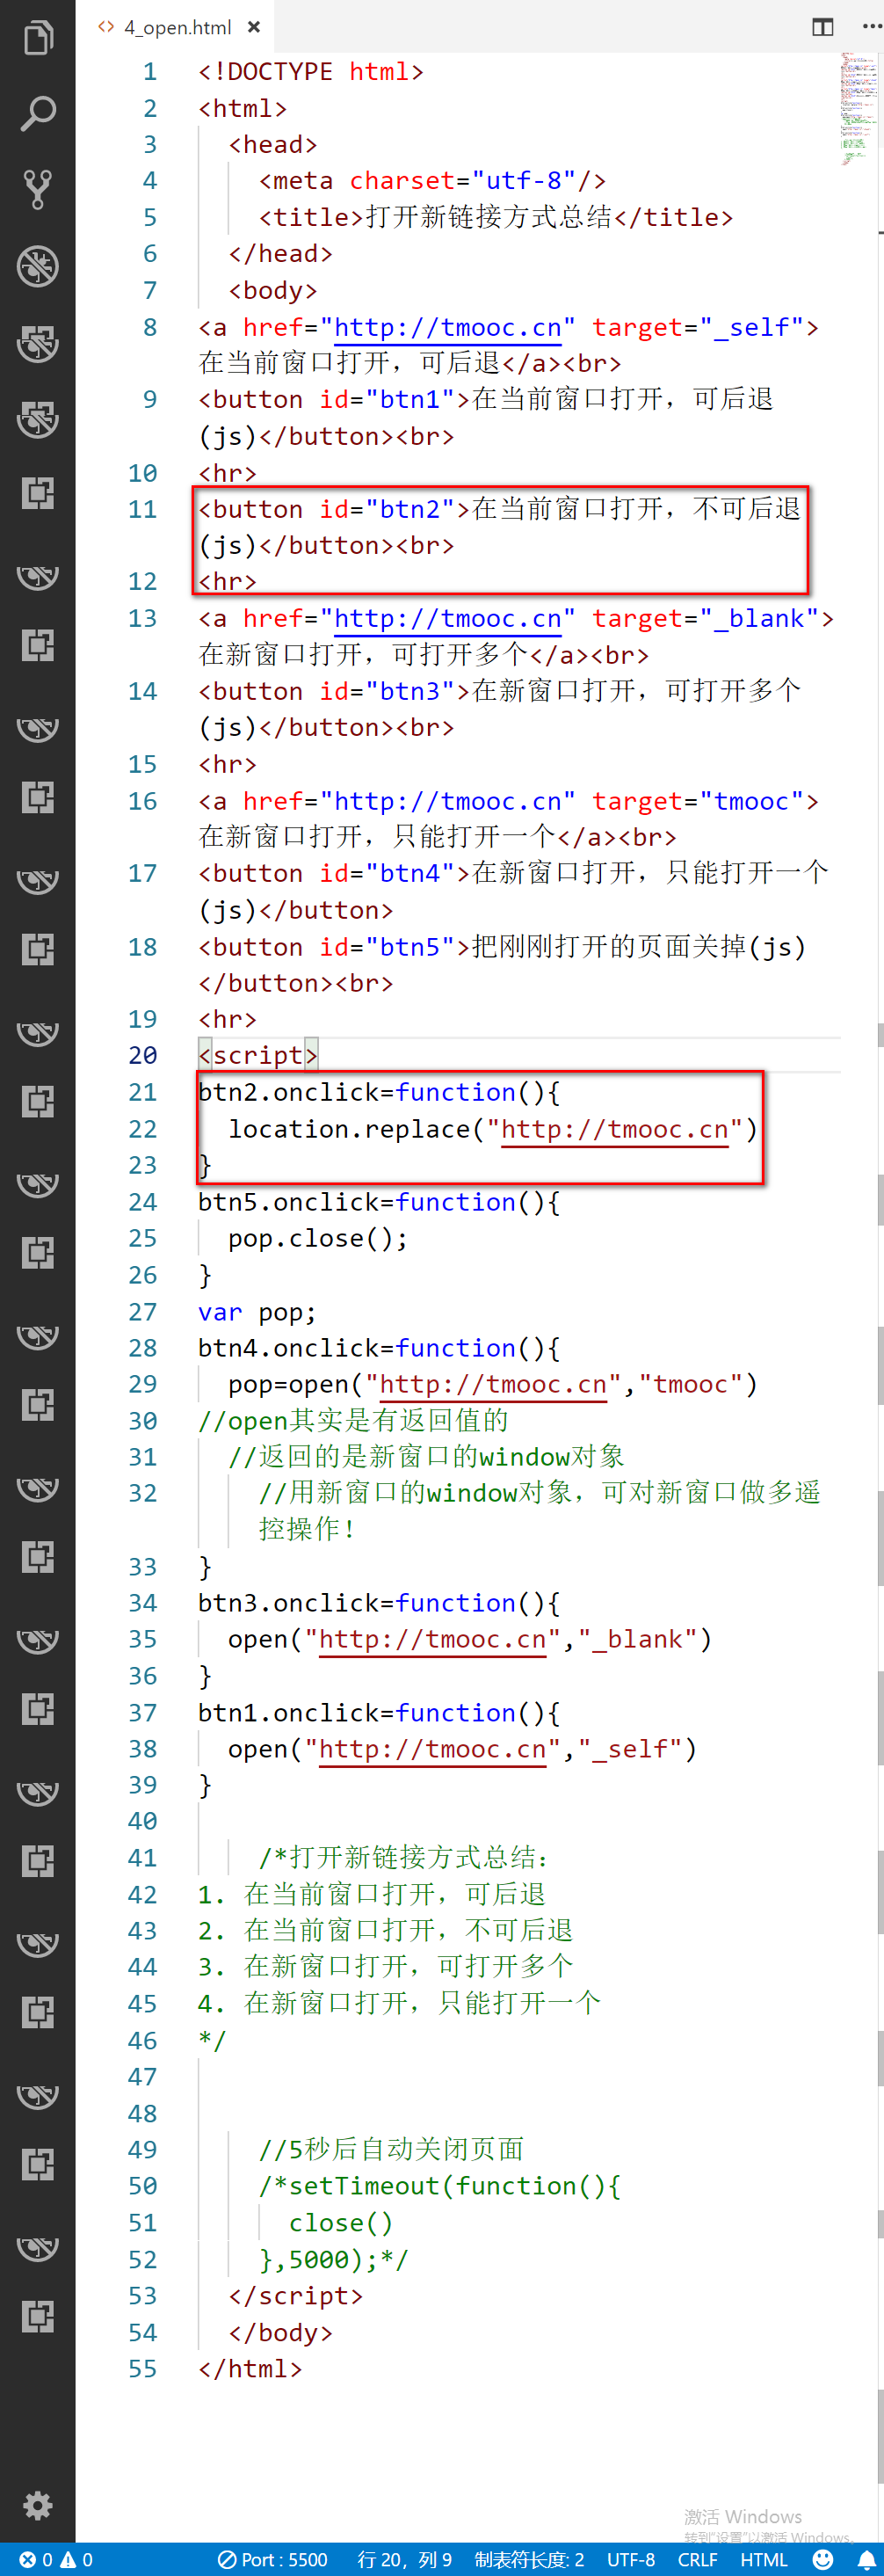 4_open.html ×
1 <!DOCTYPE html>
2 <html>
3 <head>
4 <meta charset="utf-8"/>
5 <title>打开新链接方式总结</title>
6 </head>
7 <body>
8 <a href="http://tmooc.cn" target="_self">
在当前窗口打开，可后退</a><br>
9 <button id="btn1">在当前窗口打开，可后退
(js)</button><br>
10 <hr>
11 <button id="btn2">在当前窗口打开，不可后退
(js)</button><br>
12 <hr>
13 <a href="http://tmooc.cn" target="_blank">
在新窗口打开，可打开多个</a><br>
14 <button id="btn3">在新窗口打开，可打开多个
(js)</button><br>
15 <hr>
16 <a href="http://tmooc.cn" target="tmooc">
在新窗口打开，只能打开一个</a><br>
17 <button id="btn4">在新窗口打开，只能打开一个
(js)</button>
18 <button id="btn5">把刚刚打开的页面关掉(js)
</button><br>
19 <hr>
20 <script>
21 btn2.onclick=function(){
22 location.replace("http://tmooc.cn")
23 }
24 btn5.onclick=function(){
25 pop.close();
26 }
27 var pop;
28 btn4.onclick=function(){
29 pop=open("http://tmooc.cn","tmooc")
30 //open其实是有返回值的
31 //返回的是新窗口的window对象
32 //用新窗口的window对象，可对新窗口做多遥
控操作！
33 }
34 btn3.onclick=function(){
35 open("http://tmooc.cn","_blank")
36 }
37 btn1.onclick=function(){
38 open("http://tmooc.cn","_self")
39 }
40
41 /*打开新链接方式总结：
42 1. 在当前窗口打开，可后退
43 2. 在当前窗口打开，不可后退
44 3. 在新窗口打开，可打开多个
45 4. 在新窗口打开，只能打开一个
46 */
47
48
49 //5秒后自动关闭页面
50 /*setTimeout(function(){
51 close()
52 },5000);*/
53 </script>
54 </body>
55 </html>
激活 Windows
转到"设置"以激活 Windows。
0 0 Port : 5500 行 20，列 9 制表符长度: 2 UTF-8 CRLF HTML